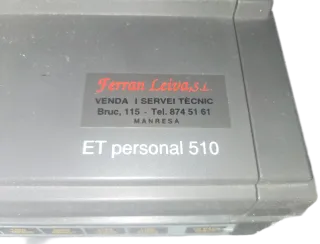 Ferran Leiva, S.L.
VENDA I SERVEI TECNIC
Bruc, 115 - Tel. 874 51 61
MANRESA
ET personal 510